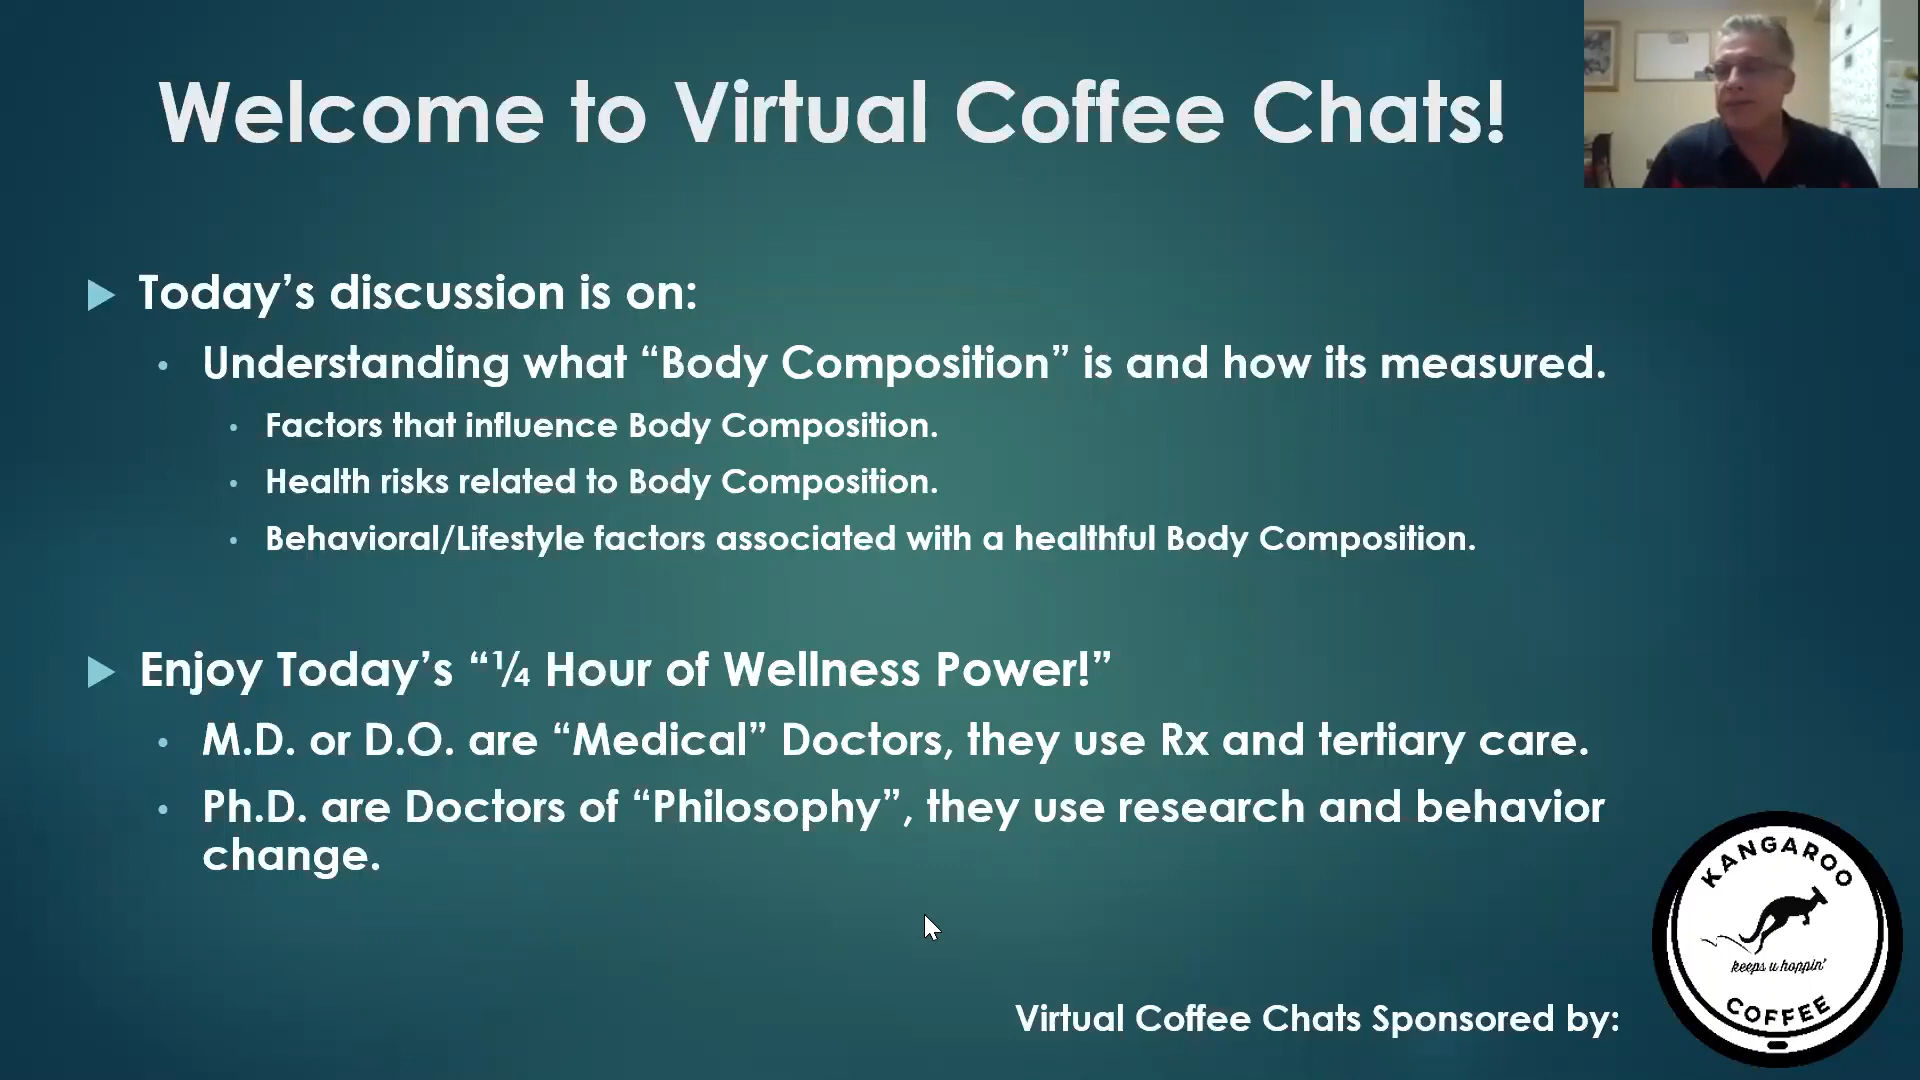 Welcome to Virtual Coffee Chats!
Today’s discussion is on:
Understanding what “Body Composition” is and how its measured.
Factors that influence Body Composition.
Health risks related to Body Composition.
Behavioral/Lifestyle factors associated with a healthful Body Composition.
Enjoy Today’s “¼ Hour of Wellness Power!”
M.D. or D.O. are “Medical” Doctors, they use Rx and tertiary care.
Ph.D. are Doctors of “Philosophy”, they use research and behavior
change.
Virtual Coffee Chats Sponsored by:
KANGAROO
keeps u hoppin’
COFFEE